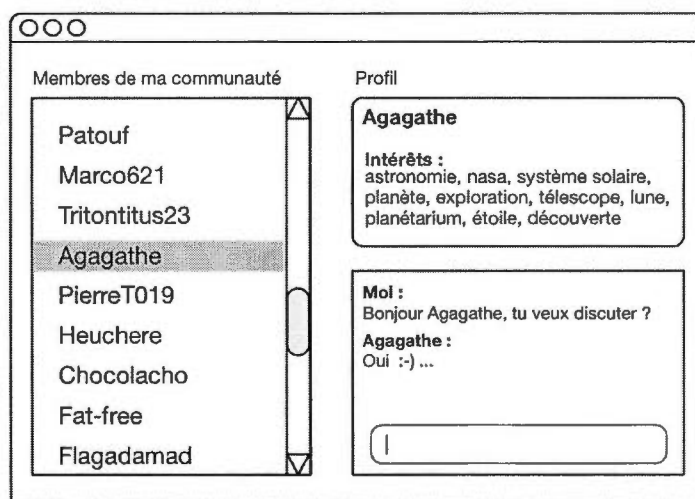 Membres de ma communauté
Patouf
Marco621
Tritontitus23
Agagathe
PierreT019
Heuchere
Chocolacho
Fat-free
Flagadamad
Profil
Agagathe
Intérêts :
astronomie, nasa, système solaire,
planète, exploration, télescope, lune,
planétarium, étoile, découverte
Moi :
Bonjour Agagathe, tu veux discuter ?
Agagathe :
Oui :-) ...